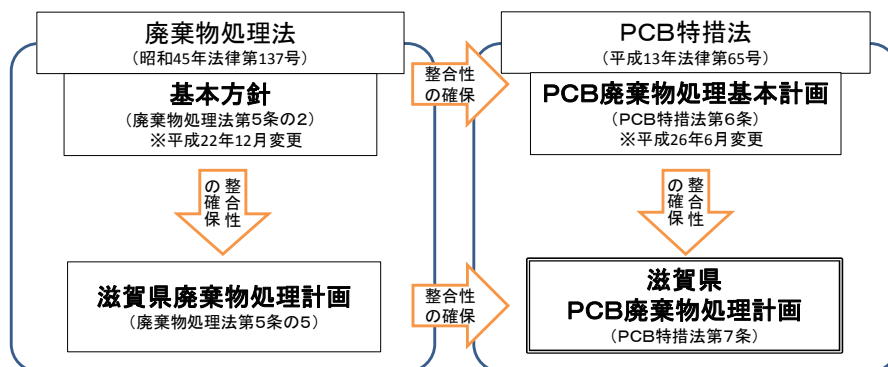 廃棄物処理法
（昭和45年法律第137号）
基本方針
（廃棄物処理法第５条の２）
※平成22年12月変更
整合性
の確保
滋賀県廃棄物処理計画
（廃棄物処理法第５条の５）
整合性
の確保
整合性
の確保
ＰＣＢ特措法
（平成13年法律第65号）
ＰＣＢ廃棄物処理基本計画
（PCB特措法第６条）
※平成26年6月変更
整合性
の確保
滋賀県
ＰＣＢ廃棄物処理計画
（PCB特措法第７条）